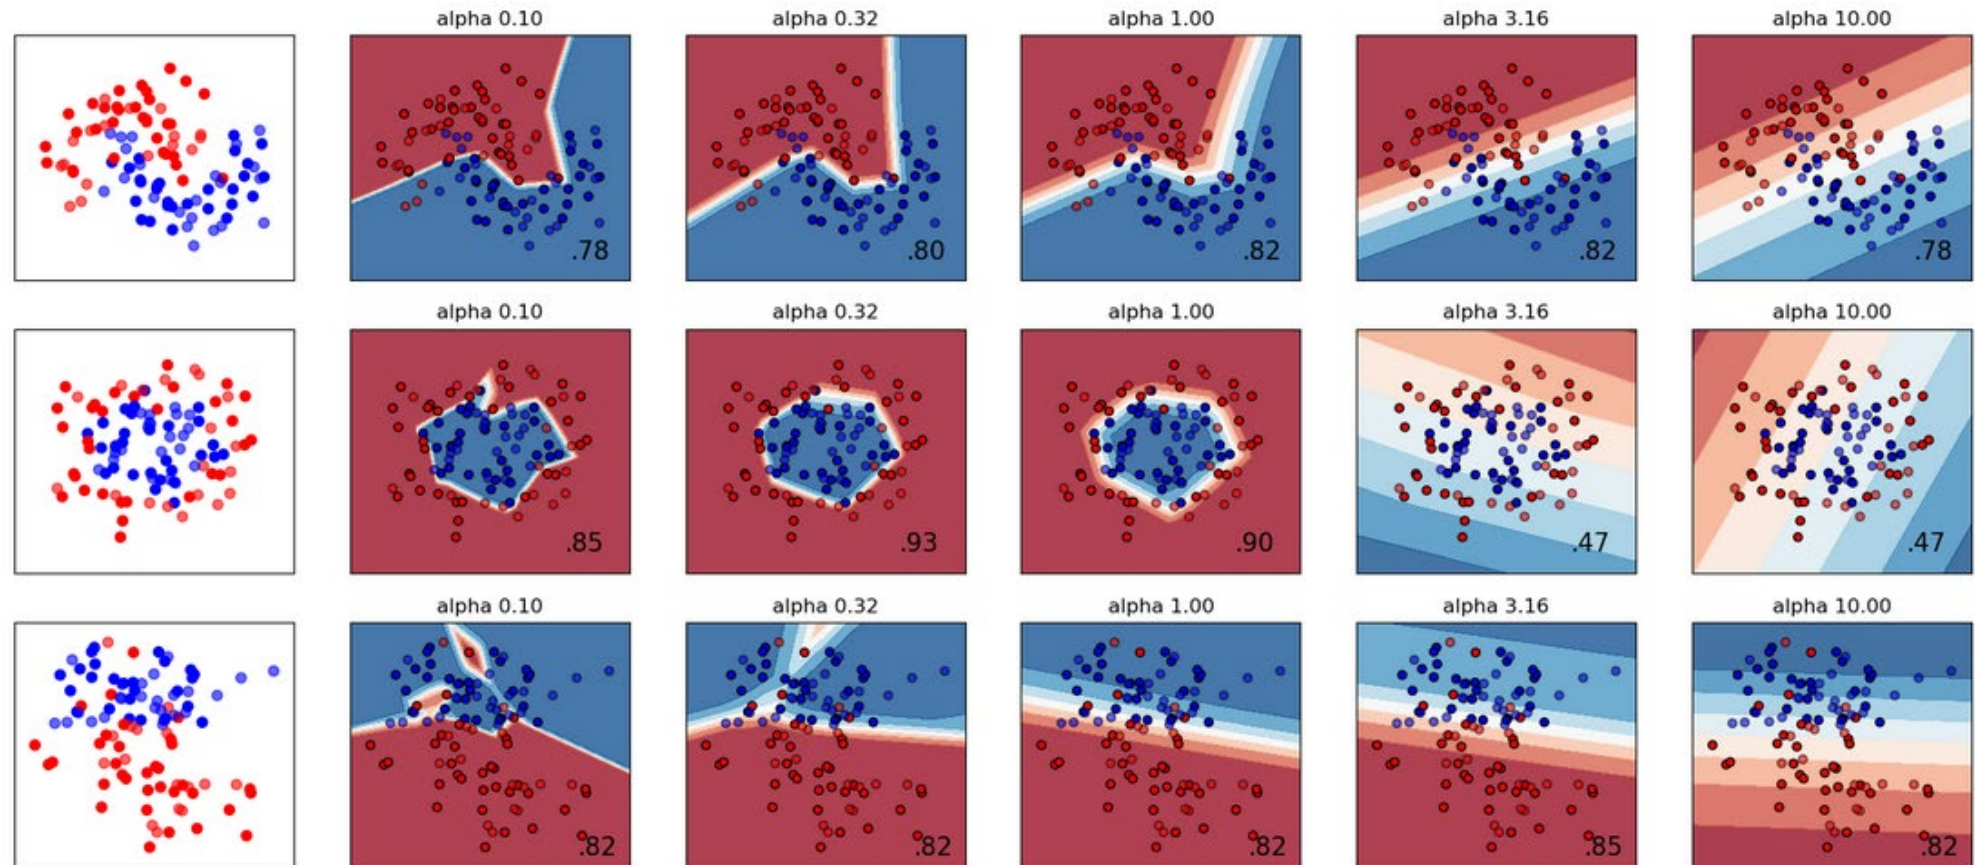 alpha 0.10
alpha 0.32
alpha 1.00
alpha 3.16
alpha 10.00
.78
.80
.82
.82
.78
alpha 0.10
alpha 0.32
alpha 1.00
alpha 3.16
alpha 10.00
.85
.93
.90
.47
.47
alpha 0.10
alpha 0.32
alpha 1.00
alpha 3.16
alpha 10.00
.82
.82
.82
.85
.82